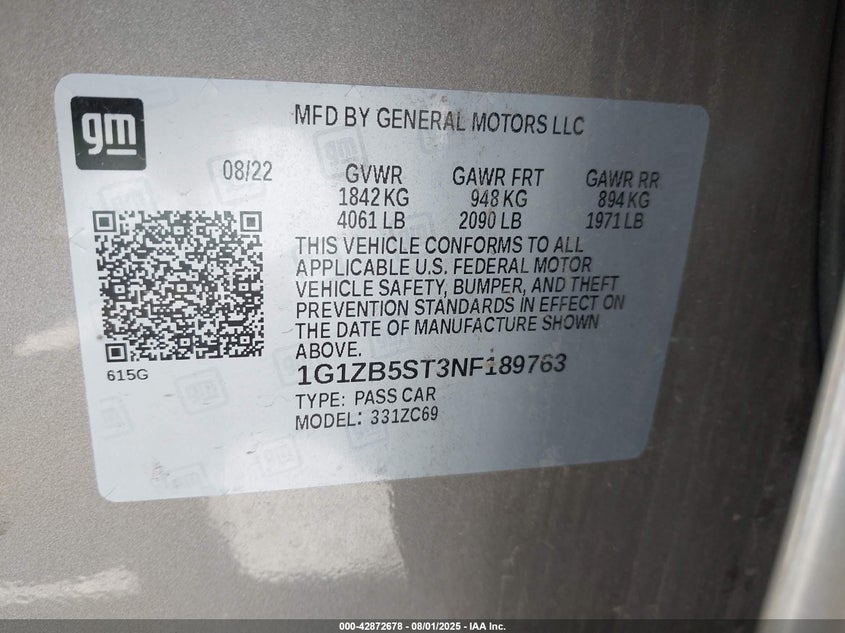 gm
MFD BY GENERAL MOTORS LLC
08/22
GVWR GAWR FRT GAWR RR
1842 KG 948 KG 894 KG
4061 LB 2090 LB 1971 LB
THIS VEHICLE CONFORMS TO ALL
APPLICABLE U.S. FEDERAL MOTOR
VEHICLE SAFETY, BUMPER, AND THEFT
PREVENTION STANDARDS IN EFFECT ON
THE DATE OF MANUFACTURE SHOWN
ABOVE.
615G
1G1ZB5ST3NF189763
TYPE: PASS CAR
MODEL: 331ZC69
000-42872678 - 08/01/2025 - IAA Inc.